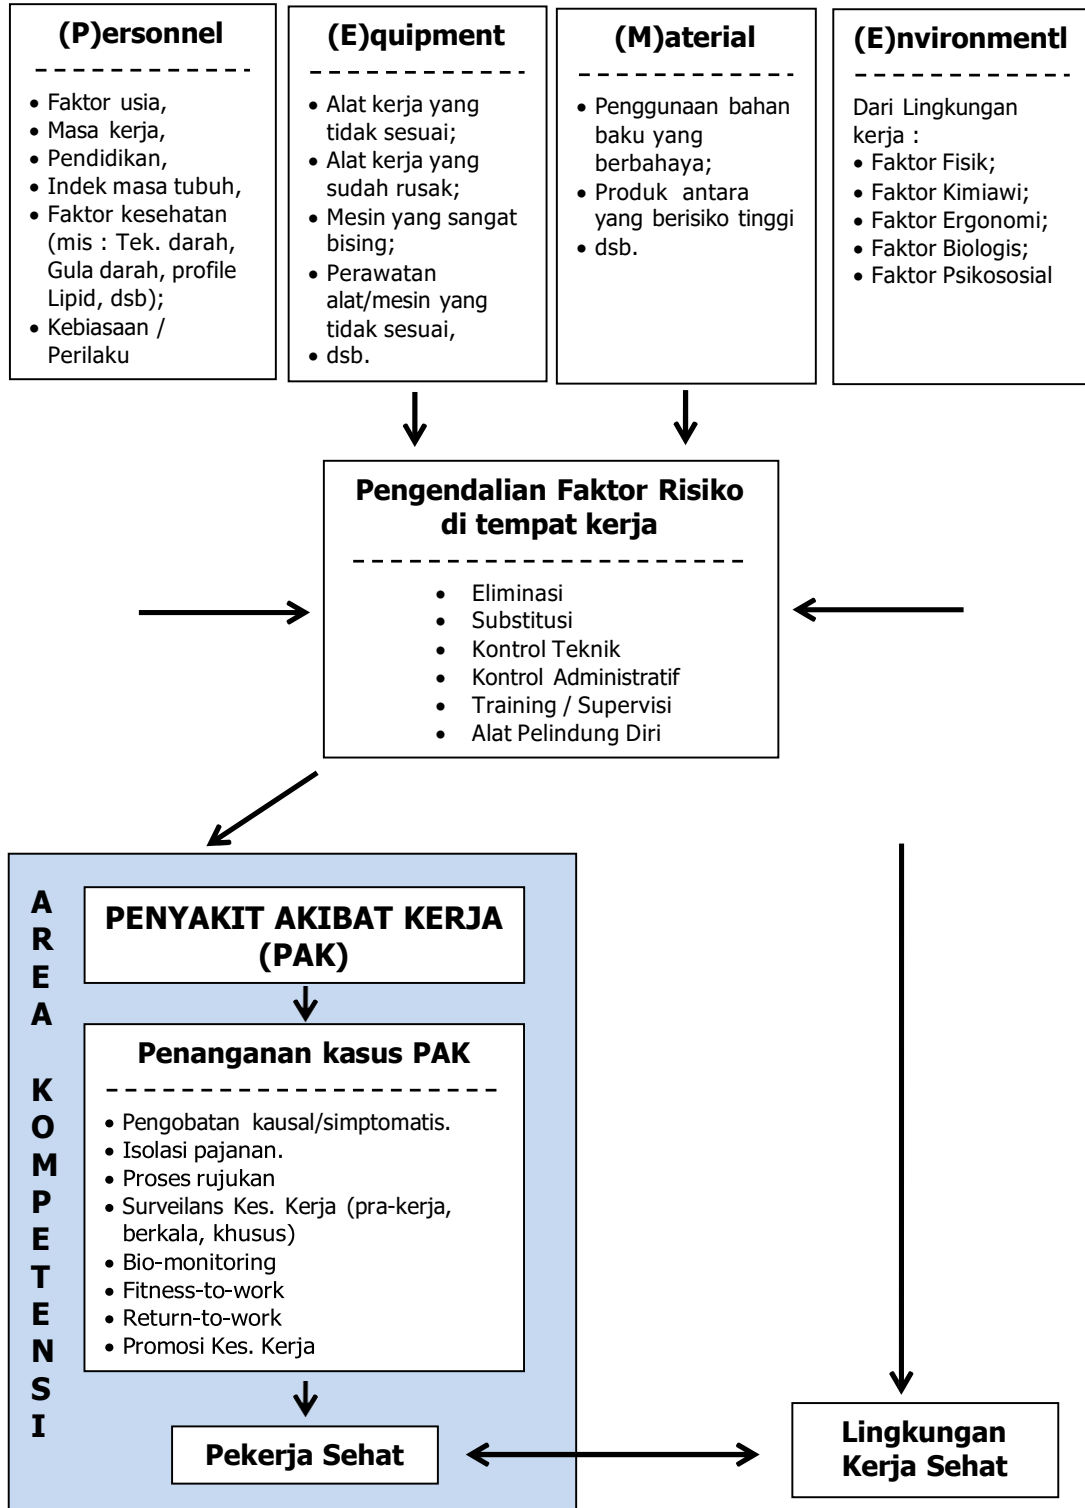 (P)ersonnel
• Faktor usia,
• Masa kerja,
• Pendidikan,
• Indek masa tubuh,
• Faktor kesehatan
(mis : Tek. darah,
Gula darah, profile
Lipid, dsb);
• Kebiasaan /
Perilaku
(E)quipment
• Alat kerja yang
tidak sesuai;
• Alat kerja yang
sudah rusak;
• Mesin yang sangat
bising;
• Perawatan
alat/mesin yang
tidak sesuai,
• dsb.
(M)aterial
• Penggunaan bahan
baku yang
berbahaya;
• Produk antara
yang berisiko tinggi
• dsb.
(E)nvironmentl
Dari Lingkungan
kerja :
• Faktor Fisik;
• Faktor Kimiawi;
• Faktor Ergonomi;
• Faktor Biologis;
• Faktor Psikososial
Pengendalian Faktor Risiko
di tempat kerja
• Eliminasi
• Substitusi
• Kontrol Teknik
• Kontrol Administratif
• Training / Supervisi
• Alat Pelindung Diri
AREA KOMPETENSI
PENYAKIT AKIBAT KERJA
(PAK)
Penanganan kasus PAK
• Pengobatan kausal/simptomatis.
• Isolasi pajanan.
• Proses rujukan
• Surveilans Kes. Kerja (pra-kerja,
berkala, khusus)
• Bio-monitoring
• Fitness-to-work
• Return-to-work
• Promosi Kes. Kerja
Pekerja Sehat
Lingkungan
Kerja Sehat